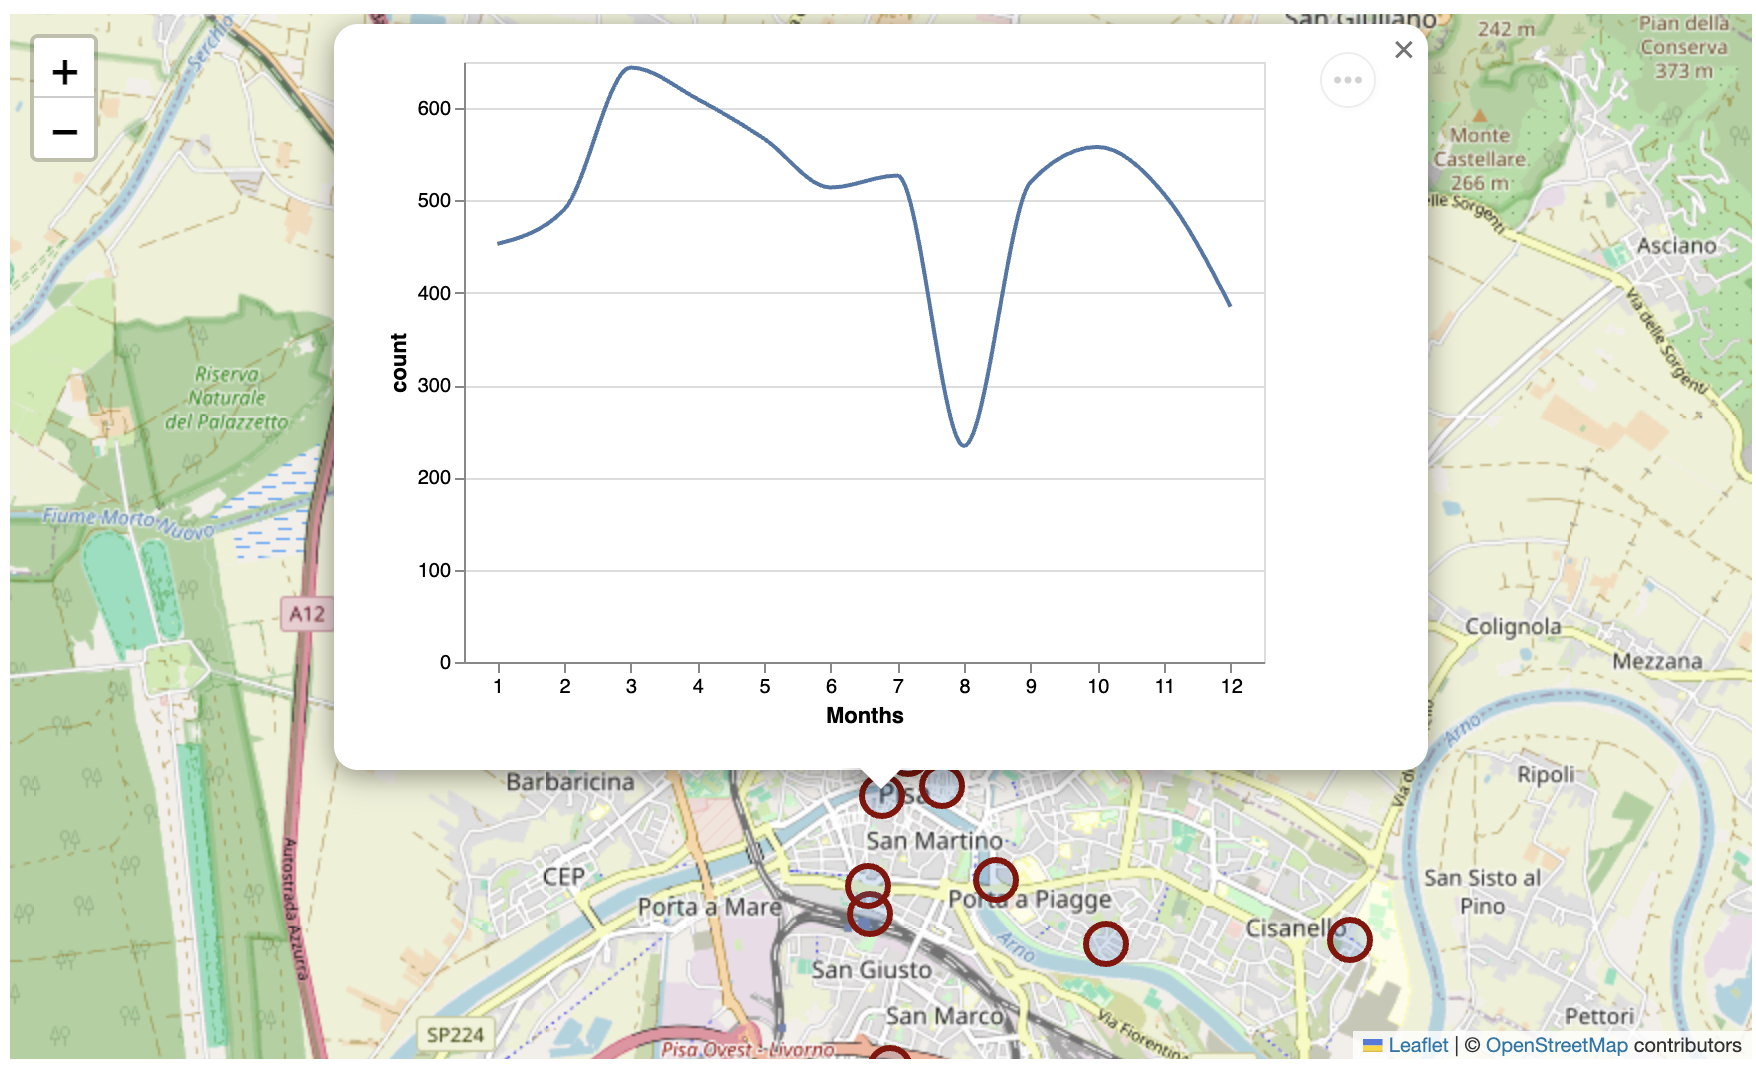 San Giuliano
Serchio
242 m
Pian della
Conserva
373 m
+
−
×
600
500
400
300
200
100
0
count
1 2 3 4 5 6 7 8 9 10 11 12
Months
Monte
Castellare
266 m
elle Sorgenti
Asciano
Via delle Sorgenti
Riserva
Naturale
del Palazzetto
Fiume Morto Nuovo
A12
Colignola
Mezzana
Arno
Barbaricina
Pisa
Ripoli
Via d
San Martino
CEP
Porta a Mare
Porta a Piagge
San Sisto al
Pino
Cisanello
Autostrada Azzurra
Arno
San Giusto
San Marco
Via Fiorentina
Pettori
SP224
Pisa Ovest - Livorno
Leaflet | © OpenStreetMap contributors